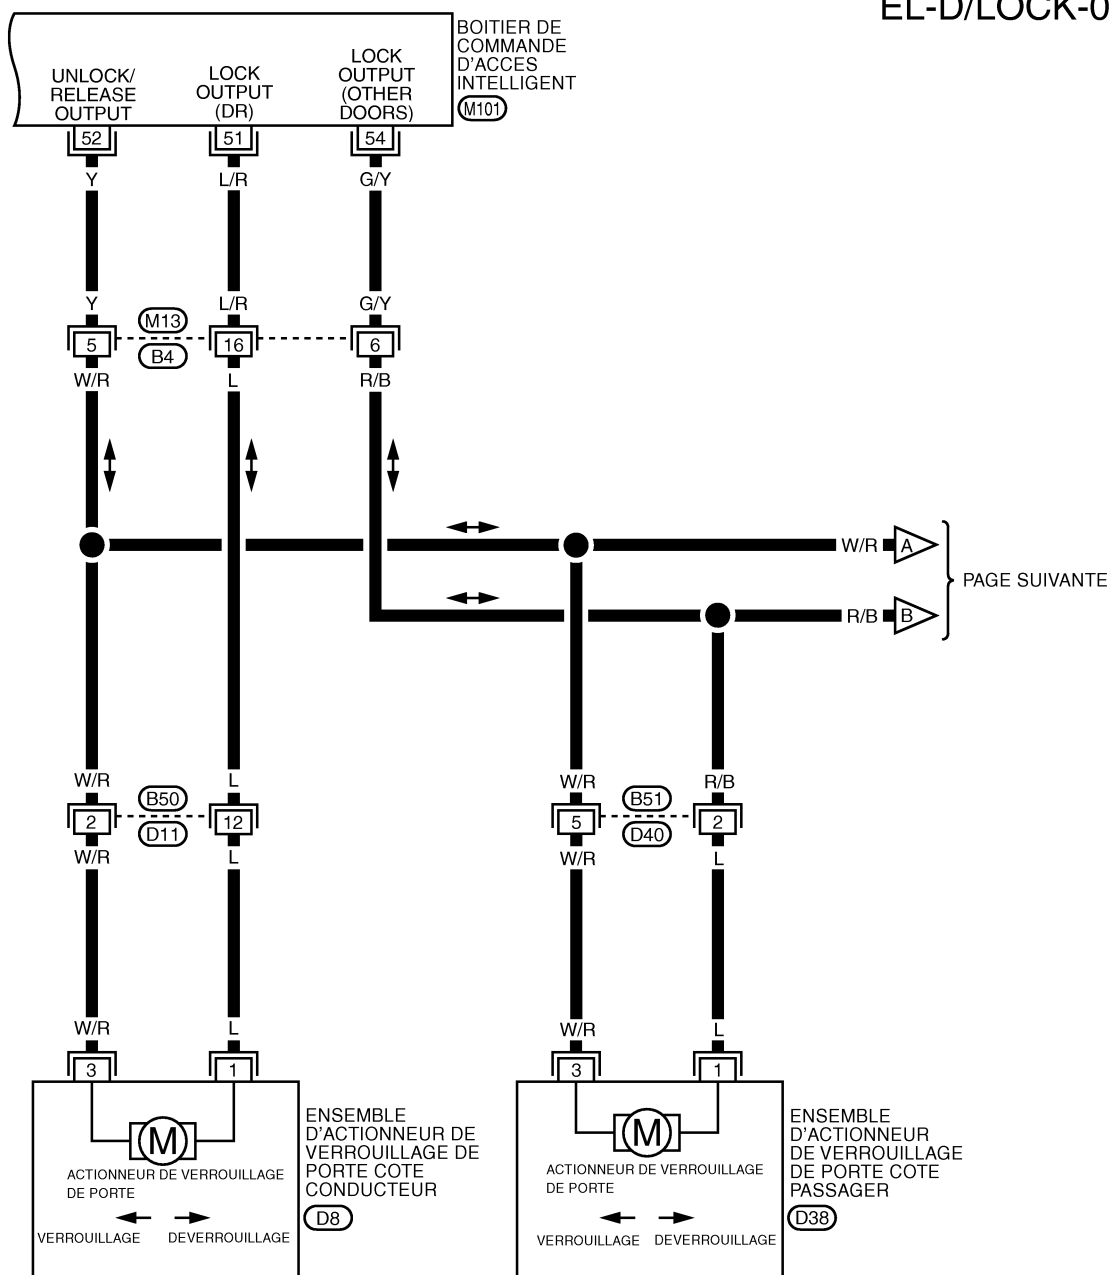 EL-D/LOCK-0
BOITIER DE
COMMANDE
D'ACCES
INTELLIGENT
M101
UNLOCK/
RELEASE
OUTPUT
LOCK
OUTPUT
(DR)
LOCK
OUTPUT
(OTHER
DOORS)
52 51 54
Y L/R G/Y
Y L/R G/Y
M13
5 16 6
B4
W/R L R/B
W/R A
PAGE SUIVANTE
R/B B
W/R L W/R R/B
B50 B51
2 12 5 2
D11 D40
W/R L W/R L
W/R L W/R L
3 1 3 1
M
ACTIONNEUR DE VERROUILLAGE
DE PORTE
VERROUILLAGE DEVERROUILLAGE
ENSEMBLE
D'ACTIONNEUR DE
VERROUILLAGE DE
PORTE COTE
CONDUCTEUR
D8
M
ACTIONNEUR DE VERROUILLAGE
DE PORTE
VERROUILLAGE DEVERROUILLAGE
ENSEMBLE
D'ACTIONNEUR
DE VERROUILLAGE
DE PORTE COTE
PASSAGER
D38